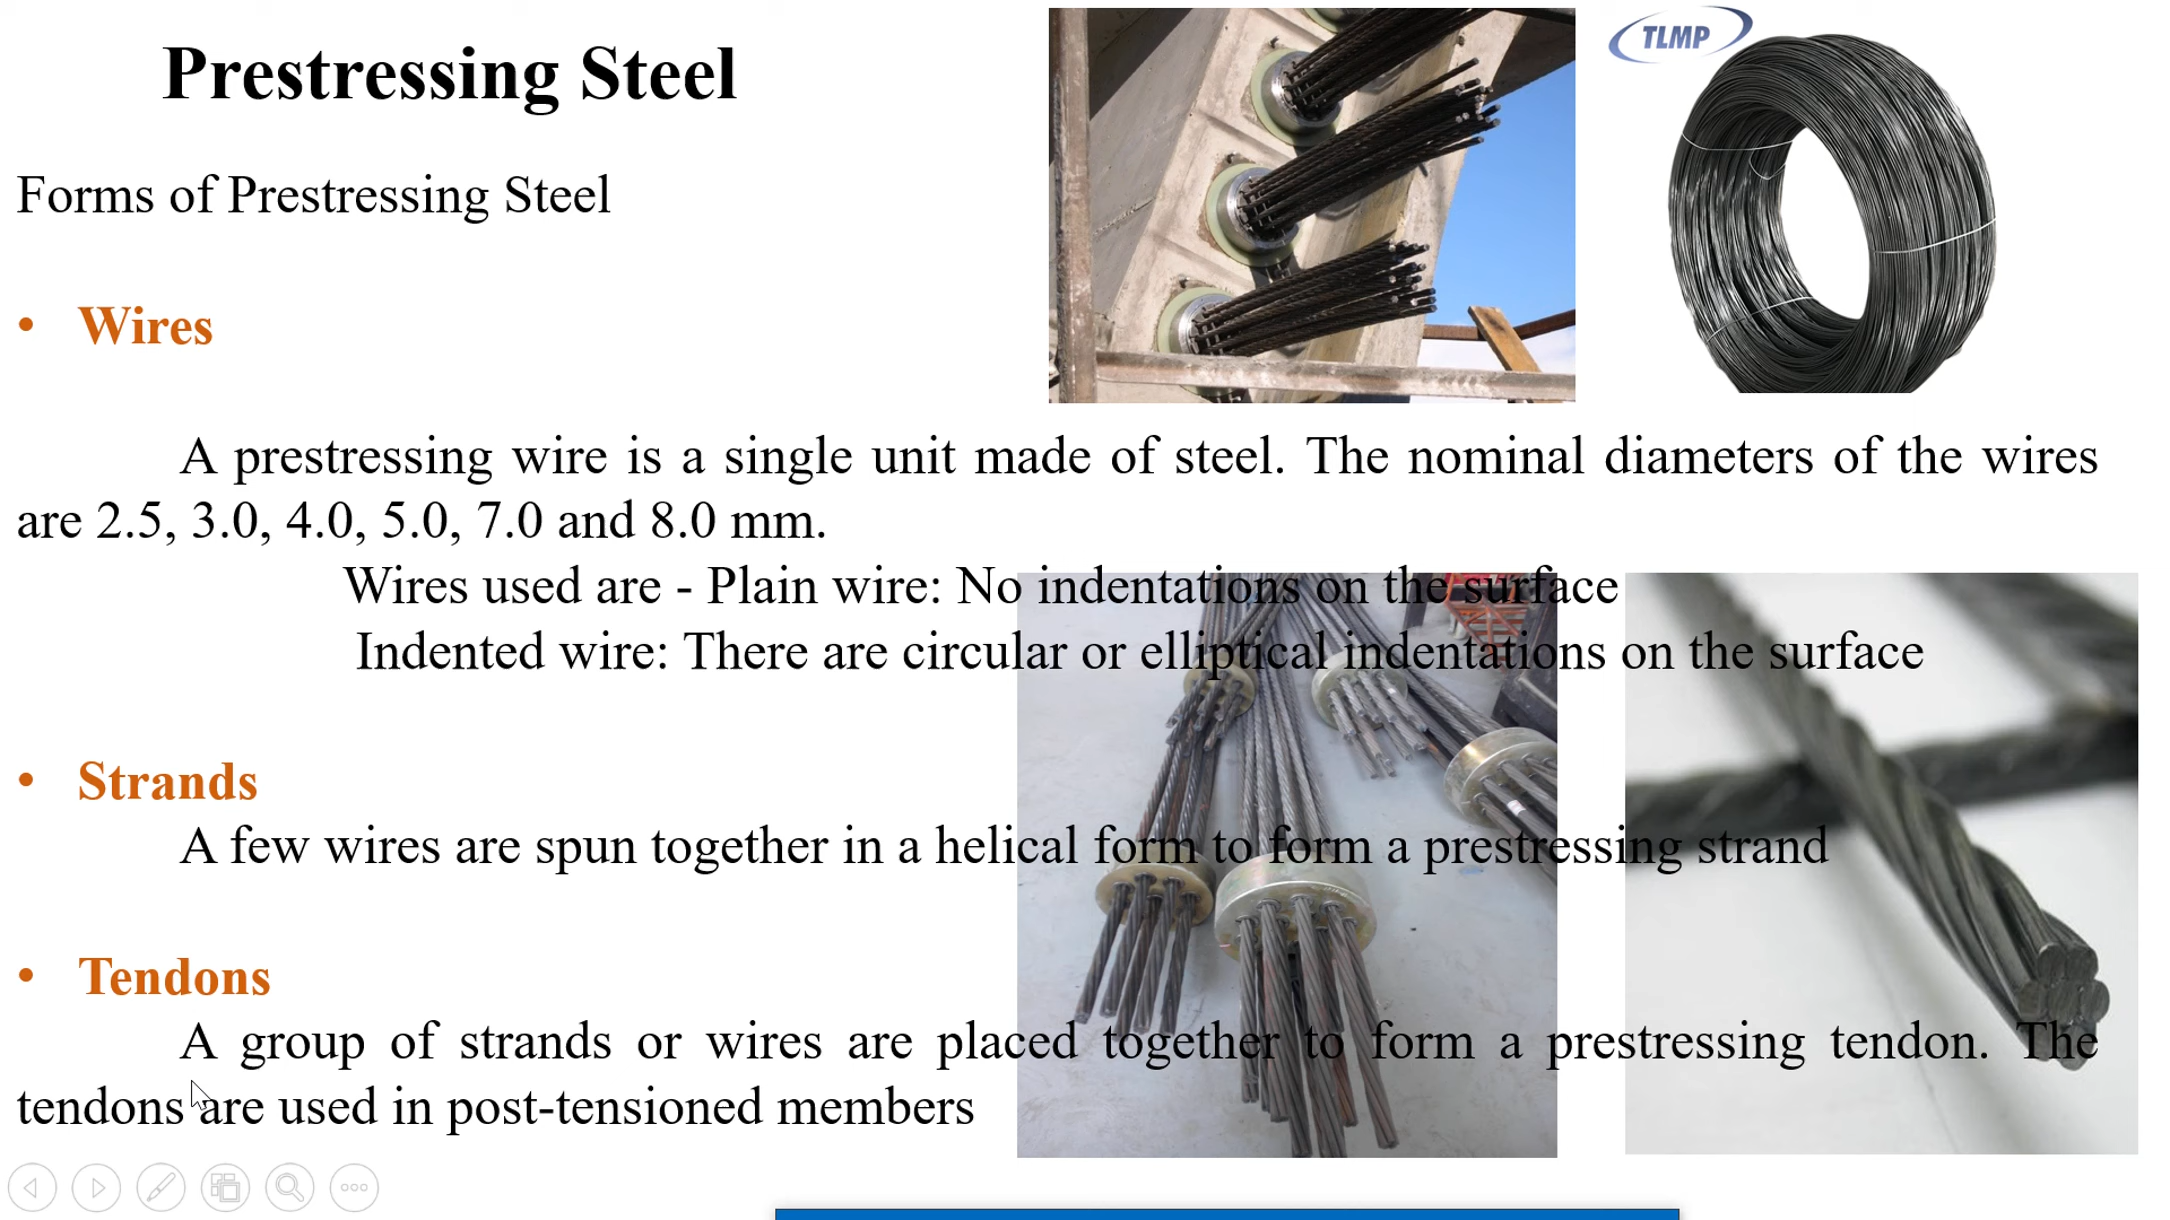 Prestressing Steel
TLMP
Forms of Prestressing Steel
• Wires
A prestressing wire is a single unit made of steel. The nominal diameters of the wires
are 2.5, 3.0, 4.0, 5.0, 7.0 and 8.0 mm.
Wires used are - Plain wire: No indentations on the surface
Indented wire: There are circular or elliptical indentations on the surface
• Strands
A few wires are spun together in a helical form to form a prestressing strand
• Tendons
A group of strands or wires are placed together to form a prestressing tendon. The
tendons are used in post-tensioned members